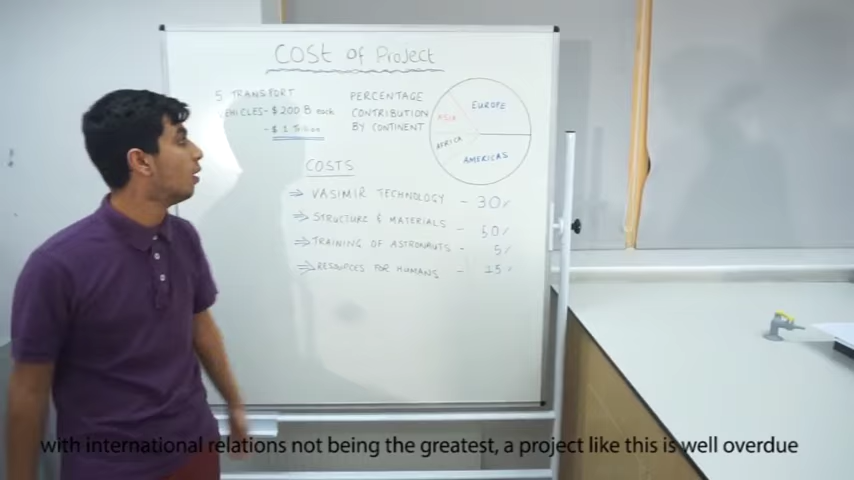 COST OF Project
5 TRANSPORT
VEHICLES - $ 200 B each
- $ 1 Trillion
PERCENTAGE
CONTRIBUTION
BY CONTINENT
EUROPE
ASIA
AFRICA
AMERICAS
COSTS
⇒ VASIMIR TECHNOLOGY - 30%
⇒ STRUCTURE & MATERIALS - 50%
⇒ TRAINING OF ASTRONAUTS - 5%
⇒ RESOURCES FOR HUMANS - 15%
with international relations not being the greatest, a project like this is well overdue